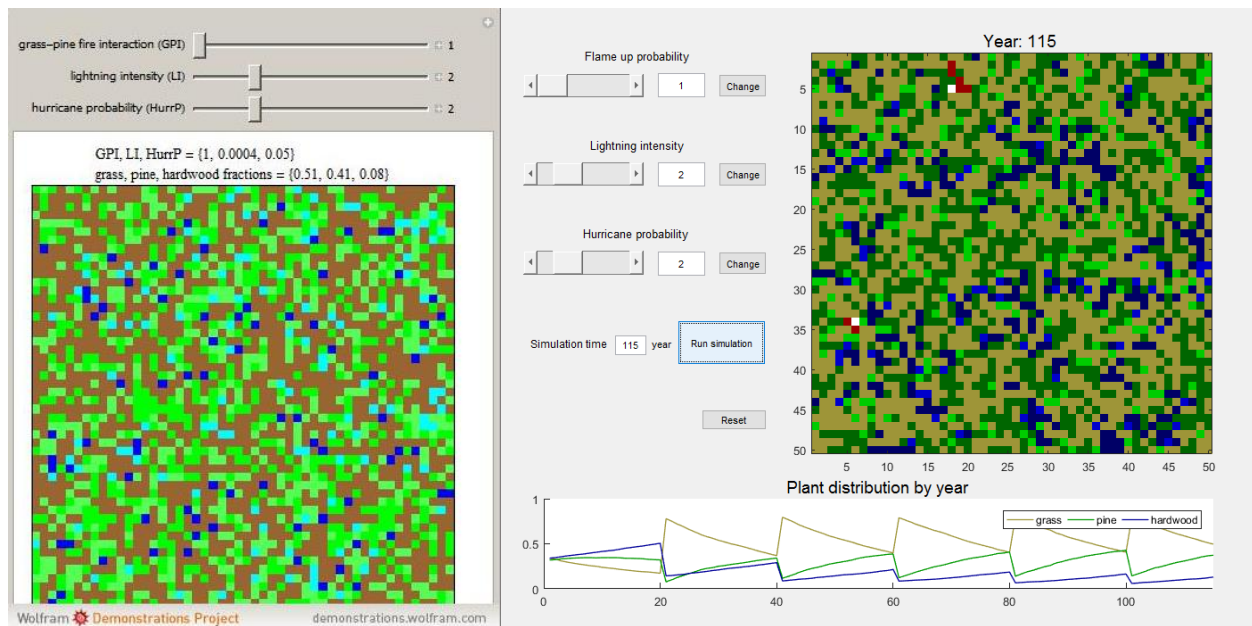 grass–pine fire interaction (GPI) 1
lightning intensity (LI) 2
hurricane probability (HurrP) 2
GPI, LI, HurrP = {1, 0.0004, 0.05}
grass, pine, hardwood fractions = {0.51, 0.41, 0.08}
Wolfram Demonstrations Project demonstrations.wolfram.com
Flame up probability
1 Change
Lightning intensity
2 Change
Hurricane probability
2 Change
Simulation time 115 year Run simulation
Reset
Year: 115
5
10
15
20
25
30
35
40
45
50
5 10 15 20 25 30 35 40 45 50
Plant distribution by year
1
0.5
0
grass pine hardwood
0 20 40 60 80 100